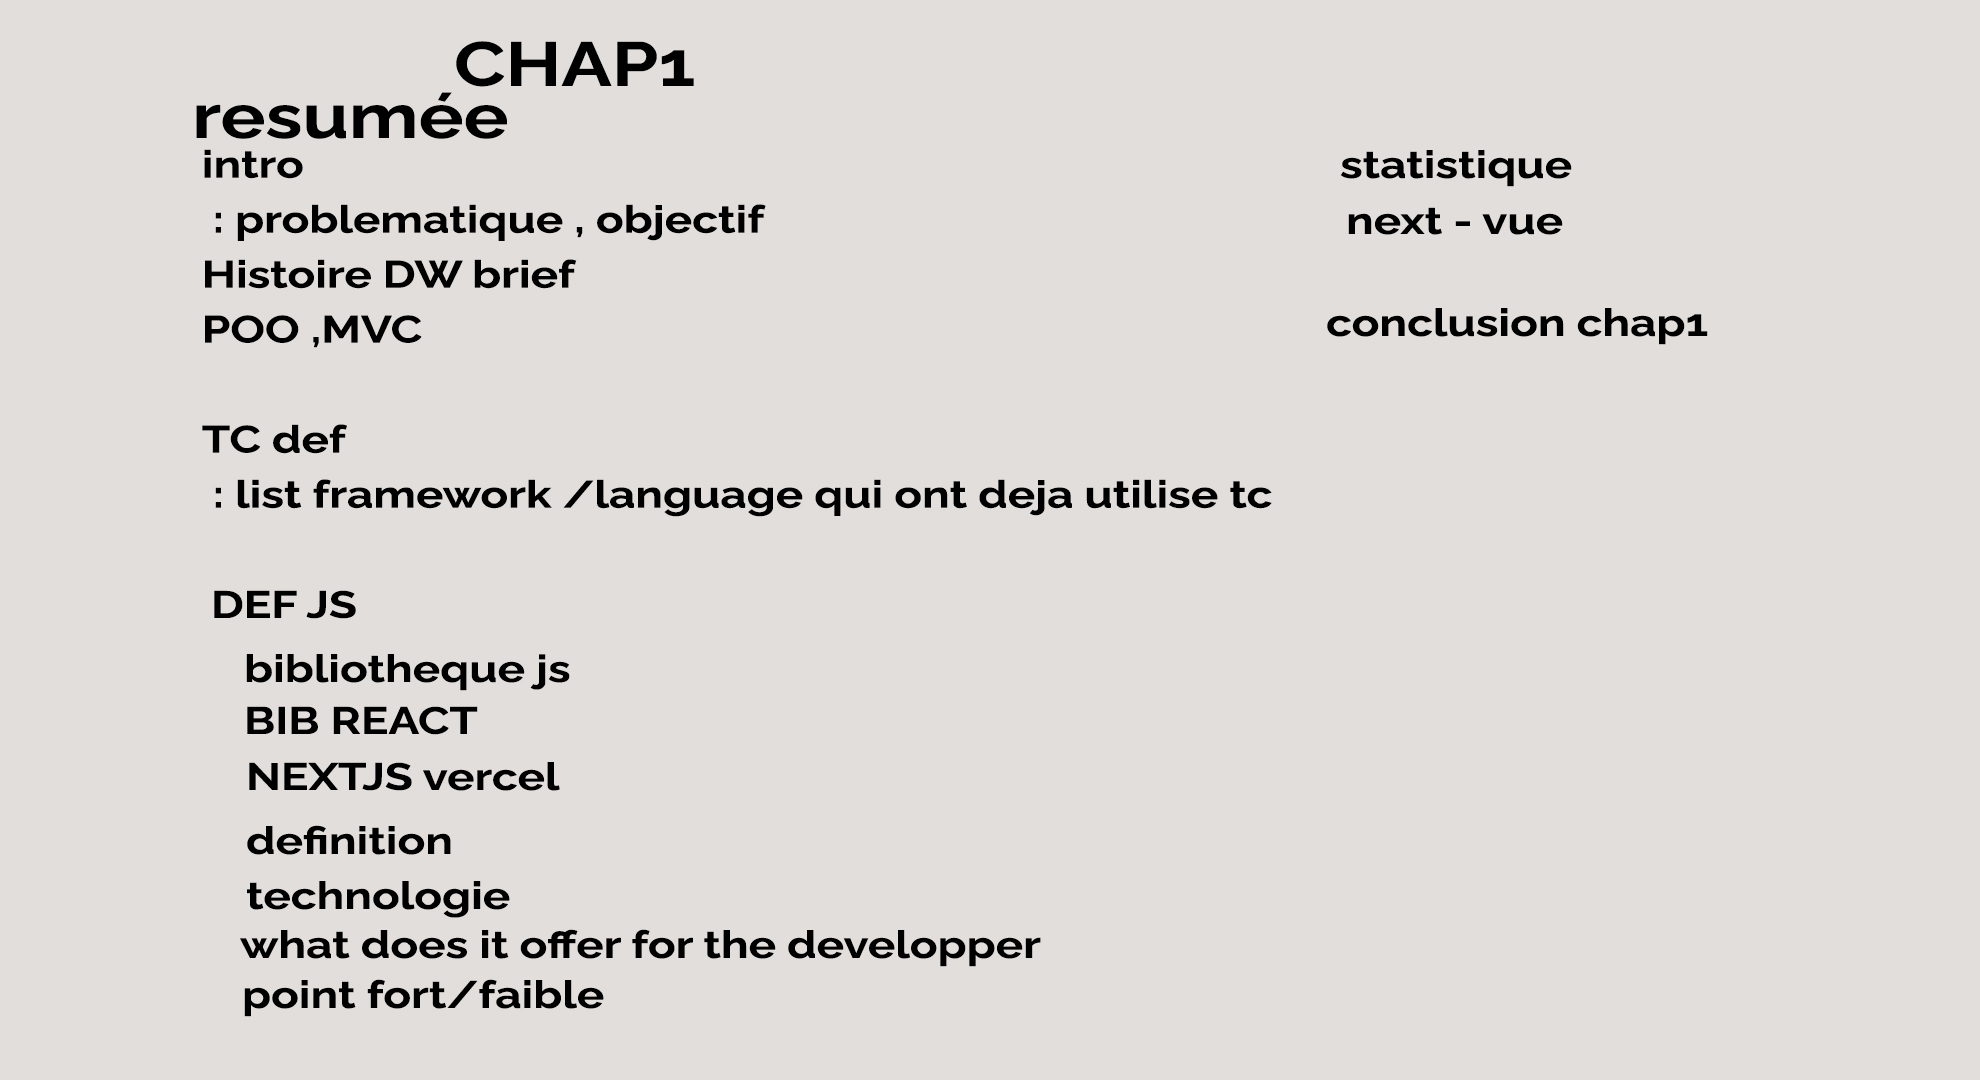 CHAP1
resumée
intro
: problematique , objectif
Histoire DW brief
POO ,MVC
TC def
: list framework /language qui ont deja utilise tc
DEF JS
bibliotheque js
BIB REACT
NEXTJS vercel
definition
technologie
what does it offer for the developper
point fort/faible
statistique
next - vue
conclusion chap1